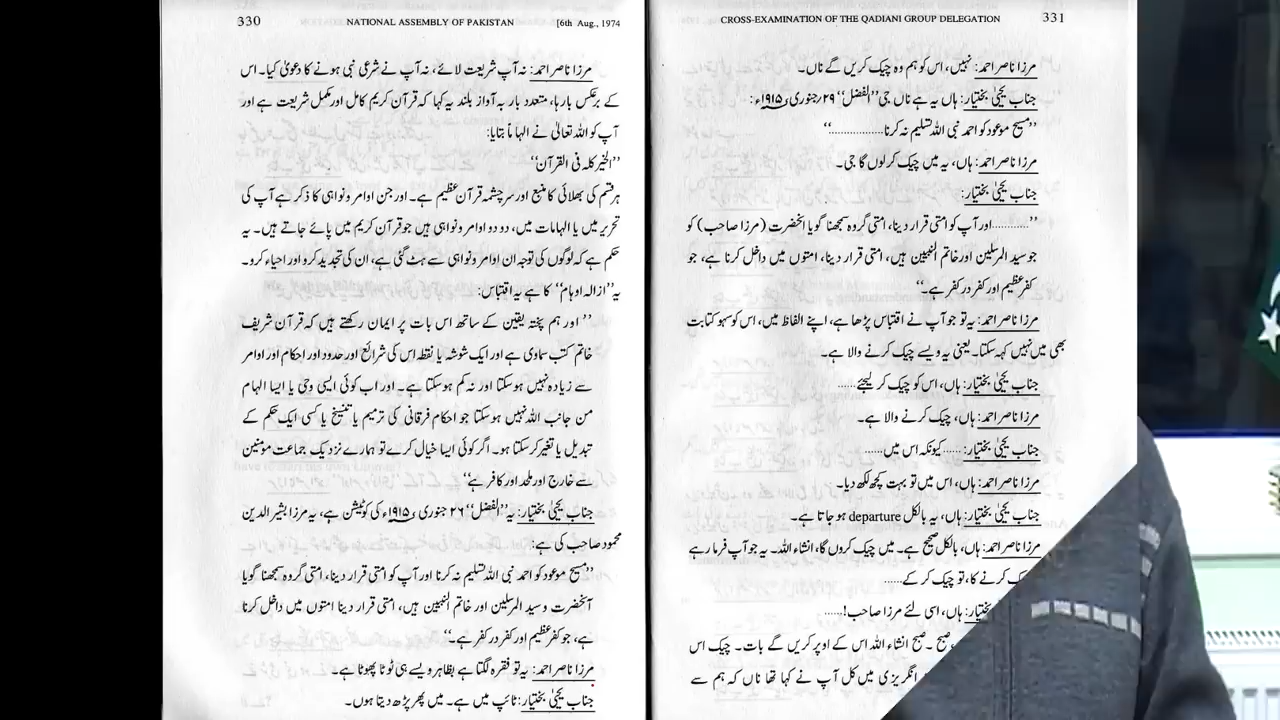 330 NATIONAL ASSEMBLY OF PAKISTAN [6th Aug., 1974
مرزا ناصر احمد: نہ آپ شریعت لائے، نہ آپ نے شرعی نبی ہونے کا دعویٰ کیا۔ اس
کے برعکس بارہا، متعدد بار بہ آواز بلند یہ کہا کہ قرآن کریم کامل اور مکمل شریعت ہے اور
آپ کو اللہ تعالیٰ نے الہاماً بتایا:
’’الخیر کلہ فی القرآن‘‘
ہر قسم کی بھلائی کا منبع اور سرچشمہ قرآن عظیم ہے۔ اور جن اوامر و نواہی کا ذکر ہے آپ کی
تحریر میں یا الہامات میں، دو دو اوامر و نواہی ہیں جو قرآن کریم میں پائے جاتے ہیں۔ یہ
حکم ہے کہ لوگوں کی توجہ ان اوامر و نواہی سے ہٹ گئی ہے، ان کی تجدید کرو اور احیاء کرو۔
یہ ’’ازالہ اوہام‘‘ کا ہے یہ اقتباس:
’’اور ہم پختہ یقین کے ساتھ اس بات پر ایمان رکھتے ہیں کہ قرآن شریف
خاتم کتب سماوی ہے اور ایک شوشہ یا نقطہ اس کی شرائع اور حدود اور احکام اور اوامر
سے زیادہ نہیں ہو سکتا اور نہ کم ہو سکتا ہے۔ اور اب کوئی ایسی وحی یا ایسا الہام
من جانب اللہ نہیں ہو سکتا جو احکام فرقانی کی ترمیم یا تنسیخ یا کسی ایک حکم کے
تبدیل یا تغیر کر سکتا ہو۔ اگر کوئی ایسا خیال کرے تو ہمارے نزدیک جماعت مومنین
سے خارج اور ملحد اور کافر ہے‘‘
جناب یحییٰ بختیار: یہ ’’الفضل‘‘ ۲۶ جنوری ۱۹۱۵ء کی کوٹیشن ہے، یہ مرزا بشیر الدین
محمود صاحب کی ہے:
’’مسیح موعود کو احمد نبی اللہ تسلیم نہ کرنا اور آپ کو امتی قرار دینا، امتی گروہ سمجھنا گویا
آنحضرت و سید المرسلین اور خاتم النبیین ہیں، امتی قرار دینا امتوں میں داخل کرنا
ہے، جو کفر عظیم اور کفر در کفر ہے۔‘‘
مرزا ناصر احمد: یہ تو فقرہ لگتا ہے بظاہر ویسے ہی ٹوٹا پھوٹا ہے۔
جناب یحییٰ بختیار: ٹائپ میں ہے۔ میں پھر پڑھ دیتا ہوں۔
CROSS-EXAMINATION OF THE QADIANI GROUP DELEGATION 331
مرزا ناصر احمد: نہیں، اس کو ہم وہ چیک کریں گے ناں۔
جناب یحییٰ بختیار: ہاں یہ ہے ناں جی ’’الفضل‘‘ ۲۹ جنوری ۱۹۱۵ء:
’’مسیح موعود کو احمد نبی اللہ تسلیم نہ کرنا.................‘‘
مرزا ناصر احمد: ہاں، یہ میں چیک کر لوں گا جی۔
جناب یحییٰ بختیار:
’’............اور آپ کو امتی قرار دینا، امتی گروہ سمجھنا گویا آنحضرت (مرزا صاحب) کو
جو سید المرسلین اور خاتم النبیین ہیں، امتی قرار دینا، امتوں میں داخل کرنا ہے، جو
کفر عظیم اور کفر در کفر ہے۔‘‘
مرزا ناصر احمد: یہ تو جو آپ نے اقتباس پڑھا ہے، اپنے الفاظ میں، اس کو سہو کتابت
بھی میں نہیں کہہ سکتا۔ یعنی یہ ویسے چیک کرنے والا ہے۔
جناب یحییٰ بختیار: ہاں، اس کو چیک کر لیجئے......
مرزا ناصر احمد: ہاں، چیک کرنے والا ہے۔
جناب یحییٰ بختیار: ......کیونکہ اس میں......
مرزا ناصر احمد: ہاں، اس میں تو بہت کچھ لکھ دیا۔
جناب یحییٰ بختیار: ہاں، یہ بالکل departure ہو جاتا ہے۔
مرزا ناصر احمد: ہاں، بالکل صحیح ہے۔ میں چیک کروں گا، انشاء اللہ۔ یہ جو آپ فرما رہے
چیک کرنے کا، تو چیک کر کے......
بختیار: ہاں، اسی لئے مرزا صاحب!......
صبح۔ صبح انشاء اللہ اس کے اوپر کریں گے بات۔ چیک اس
انگریزی میں کل آپ نے کہا تھا ناں کہ ہم سے